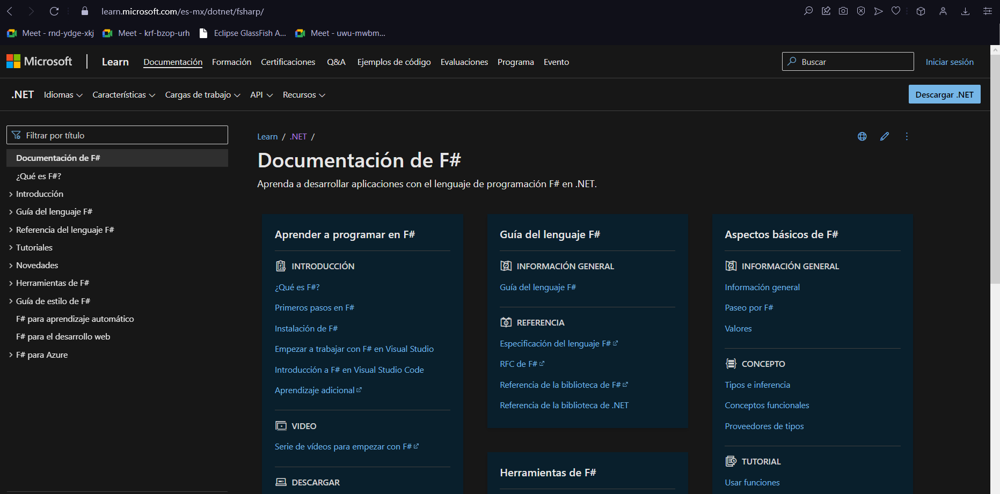 learn.microsoft.com/es-mx/dotnet/fsharp/
Meet - rnd-ydge-xkj Meet - krf-bzop-urh Eclipse GlassFish A... Meet - uwu-mwbm...
Microsoft Learn Documentación Formación Certificaciones Q&A Ejemplos de código Evaluaciones Programa Evento Buscar Iniciar sesión
.NET Idiomas Características Cargas de trabajo API Recursos Descargar .NET
Filtrar por título
Documentación de F#
¿Qué es F#?
Introducción
Guía del lenguaje F#
Referencia del lenguaje F#
Tutoriales
Novedades
Herramientas de F#
Guía de estilo de F#
F# para aprendizaje automático
F# para el desarrollo web
F# para Azure
Learn / .NET /
Documentación de F#
Aprenda a desarrollar aplicaciones con el lenguaje de programación F# en .NET.
Aprender a programar en F#
INTRODUCCIÓN
¿Qué es F#?
Primeros pasos en F#
Instalación de F#
Empezar a trabajar con F# en Visual Studio
Introducción a F# en Visual Studio Code
Aprendizaje adicional
VIDEO
Serie de vídeos para empezar con F#
DESCARGAR
Guía del lenguaje F#
INFORMACIÓN GENERAL
Guía del lenguaje F#
REFERENCIA
Especificación del lenguaje F#
RFC de F#
Referencia de la biblioteca de F#
Referencia de la biblioteca de .NET
Herramientas de F#
Aspectos básicos de F#
INFORMACIÓN GENERAL
Información general
Paseo por F#
Valores
CONCEPTO
Tipos e inferencia
Conceptos funcionales
Proveedores de tipos
TUTORIAL
Usar funciones